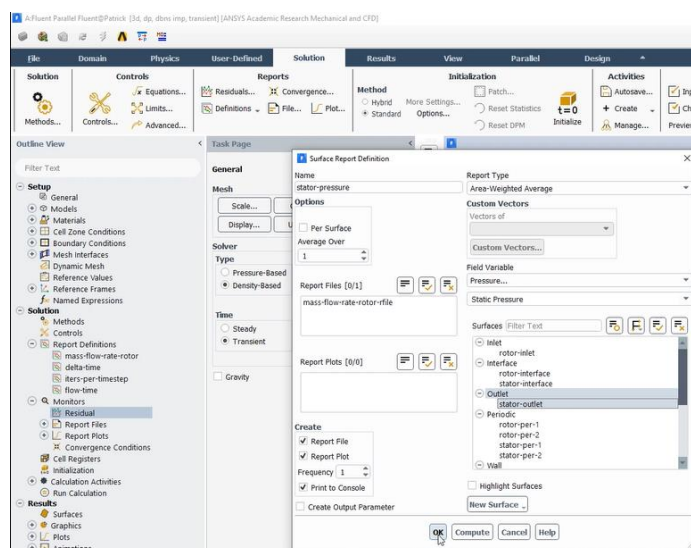 A:Fluent Parallel Fluent@Patrick [3d, dp, dbns imp, transient] [ANSYS Academic Research Mechanical and CFD]
File Domain Physics User-Defined Solution Results View Parallel Design
Solution Controls Reports Initialization Activities
Equations... Residuals... Convergence... Method Patch... Autosave...
Hybrid More Settings...
Limits... Definitions File... Plot... Standard Options... Reset Statistics t=0 Create
Methods... Controls... Advanced... Reset DPM Initialize Manage... Preview
Outline View
Filter Text
Setup
General
Models
Materials
Cell Zone Conditions
Boundary Conditions
Mesh Interfaces
Dynamic Mesh
Reference Values
Reference Frames
Named Expressions
Solution
Methods
Controls
Report Definitions
mass-flow-rate-rotor
delta-time
iters-per-timestep
flow-time
Monitors
Residual
Report Files
Report Plots
Convergence Conditions
Cell Registers
Initialization
Calculation Activities
Run Calculation
Results
Surfaces
Graphics
Plots
Animations
Task Page
General
Mesh
Scale...
Display...
Solver
Type
Pressure-Based
Density-Based
Time
Steady
Transient
Gravity
Surface Report Definition
Name
stator-pressure
Options
Per Surface
Average Over
1
Report Files [0/1]
mass-flow-rate-rotor-rfile
Report Plots [0/0]
Create
Report File
Report Plot
Frequency 1
Print to Console
Create Output Parameter
Report Type
Area-Weighted Average
Custom Vectors
Vectors of
Custom Vectors...
Field Variable
Pressure...
Static Pressure
Surfaces Filter Text
Inlet
rotor-inlet
Interface
rotor-interface
stator-interface
Outlet
stator-outlet
Periodic
rotor-per-1
rotor-per-2
stator-per-1
stator-per-2
Wall
Highlight Surfaces
New Surface
OK Compute Cancel Help